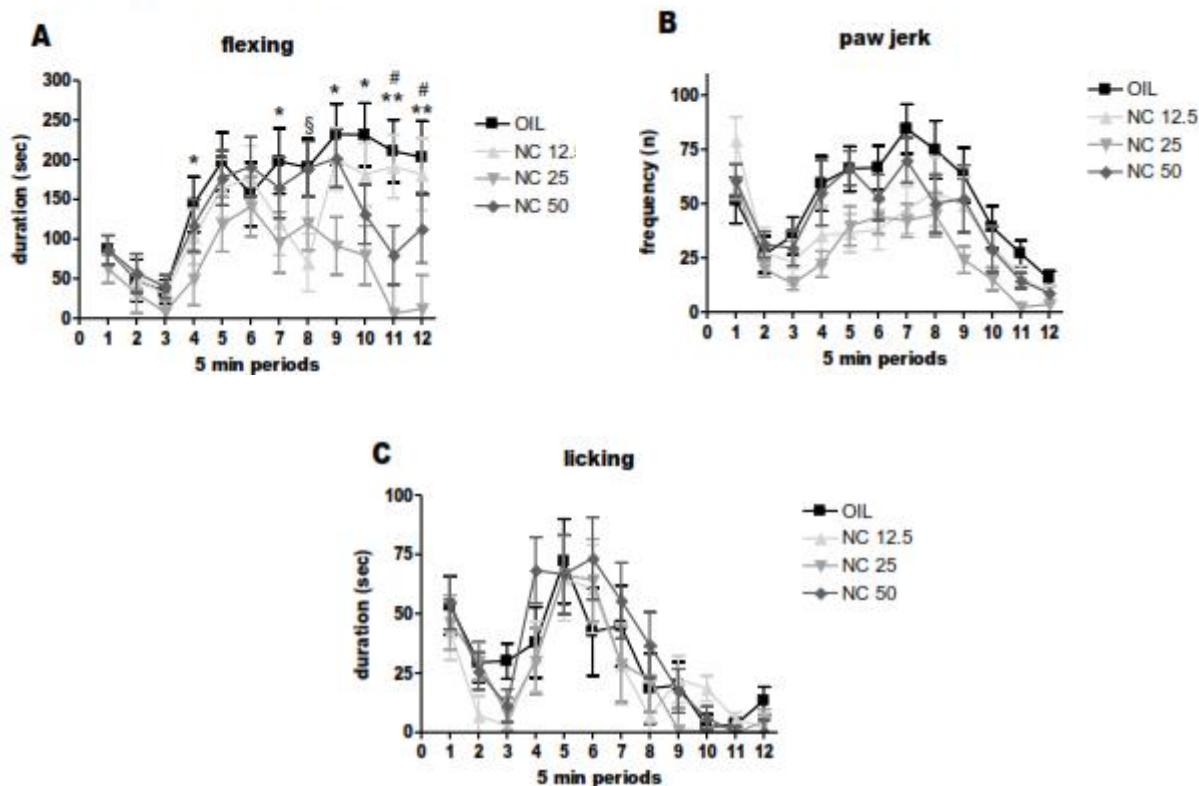 A
flexing
300
250
200
150
100
50
0
duration (sec)
*
*
§
*
*
#
**
#
**
OIL
NC 12.5
NC 25
NC 50
0 1 2 3 4 5 6 7 8 9 10 11 12
5 min periods
B
paw jerk
100
75
50
25
0
frequency (n)
OIL
NC 12.5
NC 25
NC 50
0 1 2 3 4 5 6 7 8 9 10 11 12
5 min periods
C
licking
100
75
50
25
0
duration (sec)
OIL
NC 12.5
NC 25
NC 50
0 1 2 3 4 5 6 7 8 9 10 11 12
5 min periods